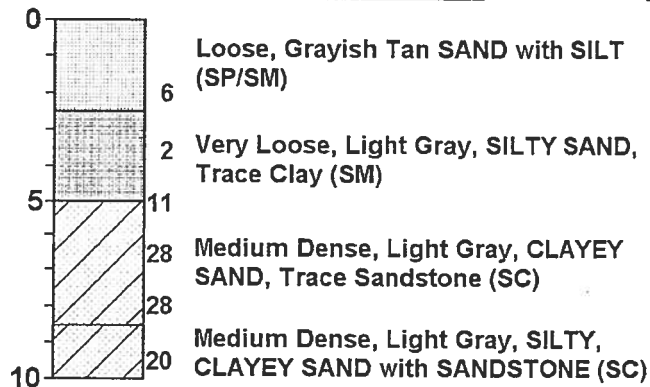 0
Loose, Grayish Tan SAND with SILT
(SP/SM)
6
2
Very Loose, Light Gray, SILTY SAND,
Trace Clay (SM)
5
11
28
Medium Dense, Light Gray, CLAYEY
SAND, Trace Sandstone (SC)
28
Medium Dense, Light Gray, SILTY,
20
CLAYEY SAND with SANDSTONE (SC)
10